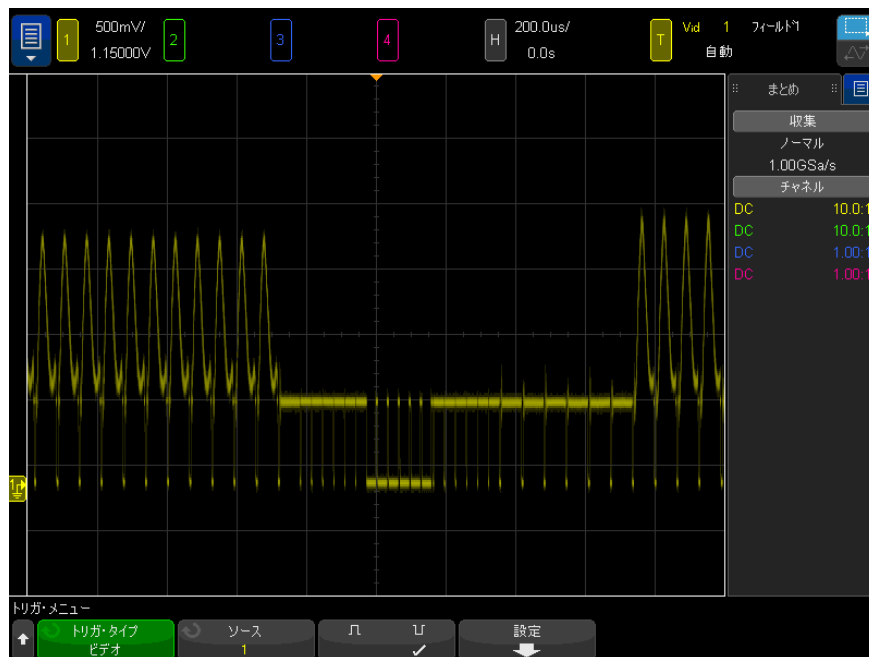 1
500mV/
1.15000V
2
3
4
H
200.0us/
0.0s
T
Vid 1 フィールド1
自動
まとめ
収集
ノーマル
1.00GSa/s
チャネル
DC 10.0:1
DC 10.0:1
DC 1.00:1
DC 1.00:1
1
トリガ・メニュー
トリガ・タイプ
ビデオ
ソース
1
設定